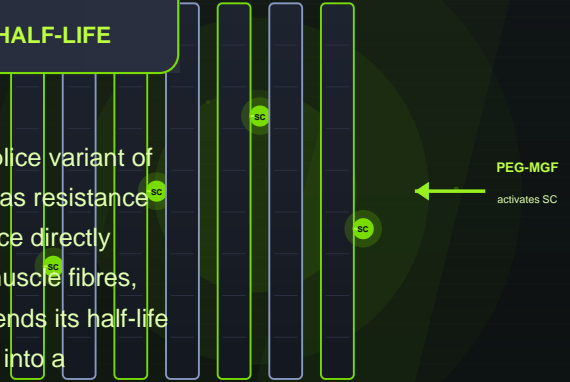 HALF-LIFE
plice variant of
as resistance
ce directly
muscle fibres,
ends its half-life
into a
SC
SC
SC
SC
PEG-MGF
activates SC